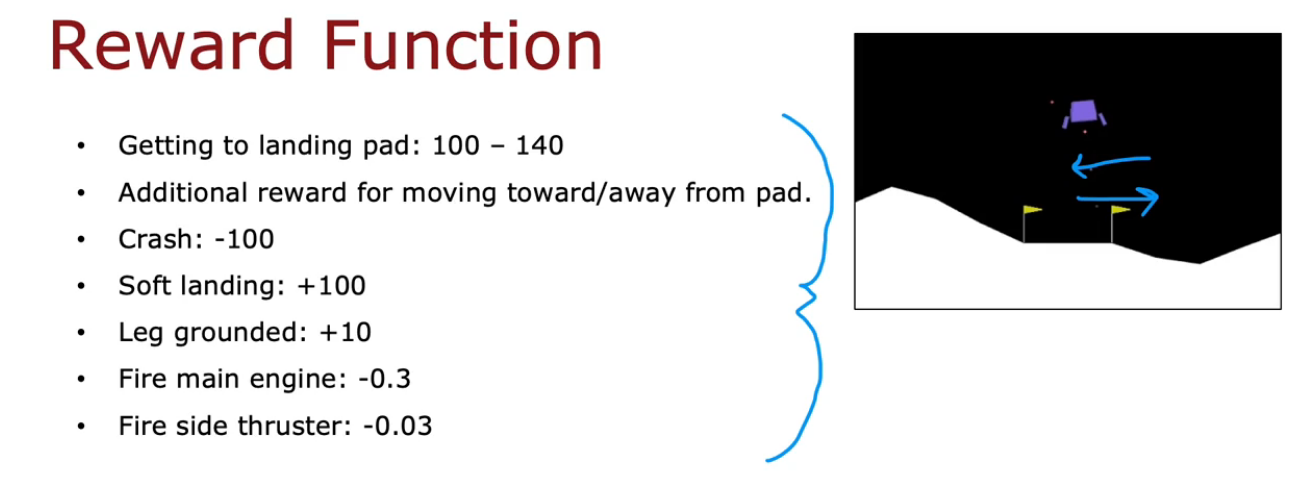 Reward Function
• Getting to landing pad: 100 – 140
• Additional reward for moving toward/away from pad.
• Crash: -100
• Soft landing: +100
• Leg grounded: +10
• Fire main engine: -0.3
• Fire side thruster: -0.03